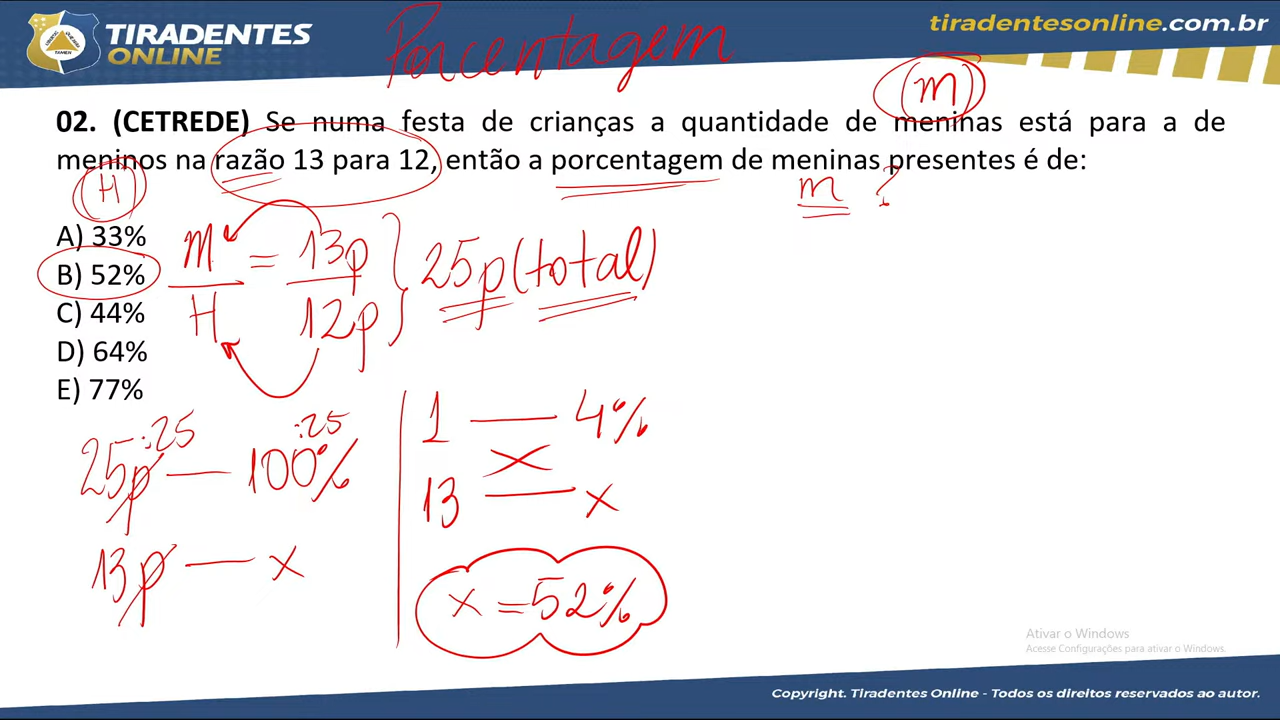 TIRADENTES
ONLINE
Porcentagem
tiradentesonline.com.br
(m)
02. (CETREDE) Se numa festa de crianças a quantidade de meninas está para a de
meninos na razão 13 para 12, então a porcentagem de meninas presentes é de:
H
m ?
A) 33%
B) 52%
C) 44%
D) 64%
E) 77%
M = 13p
H 12p
25p (total)
:25 :25
25p — 100%
13p — x
1 — 4%
13 — x
x = 52%
Ativar o Windows
Acesse Configurações para ativar o Windows.
Copyright. Tiradentes Online - Todos os direitos reservados ao autor.